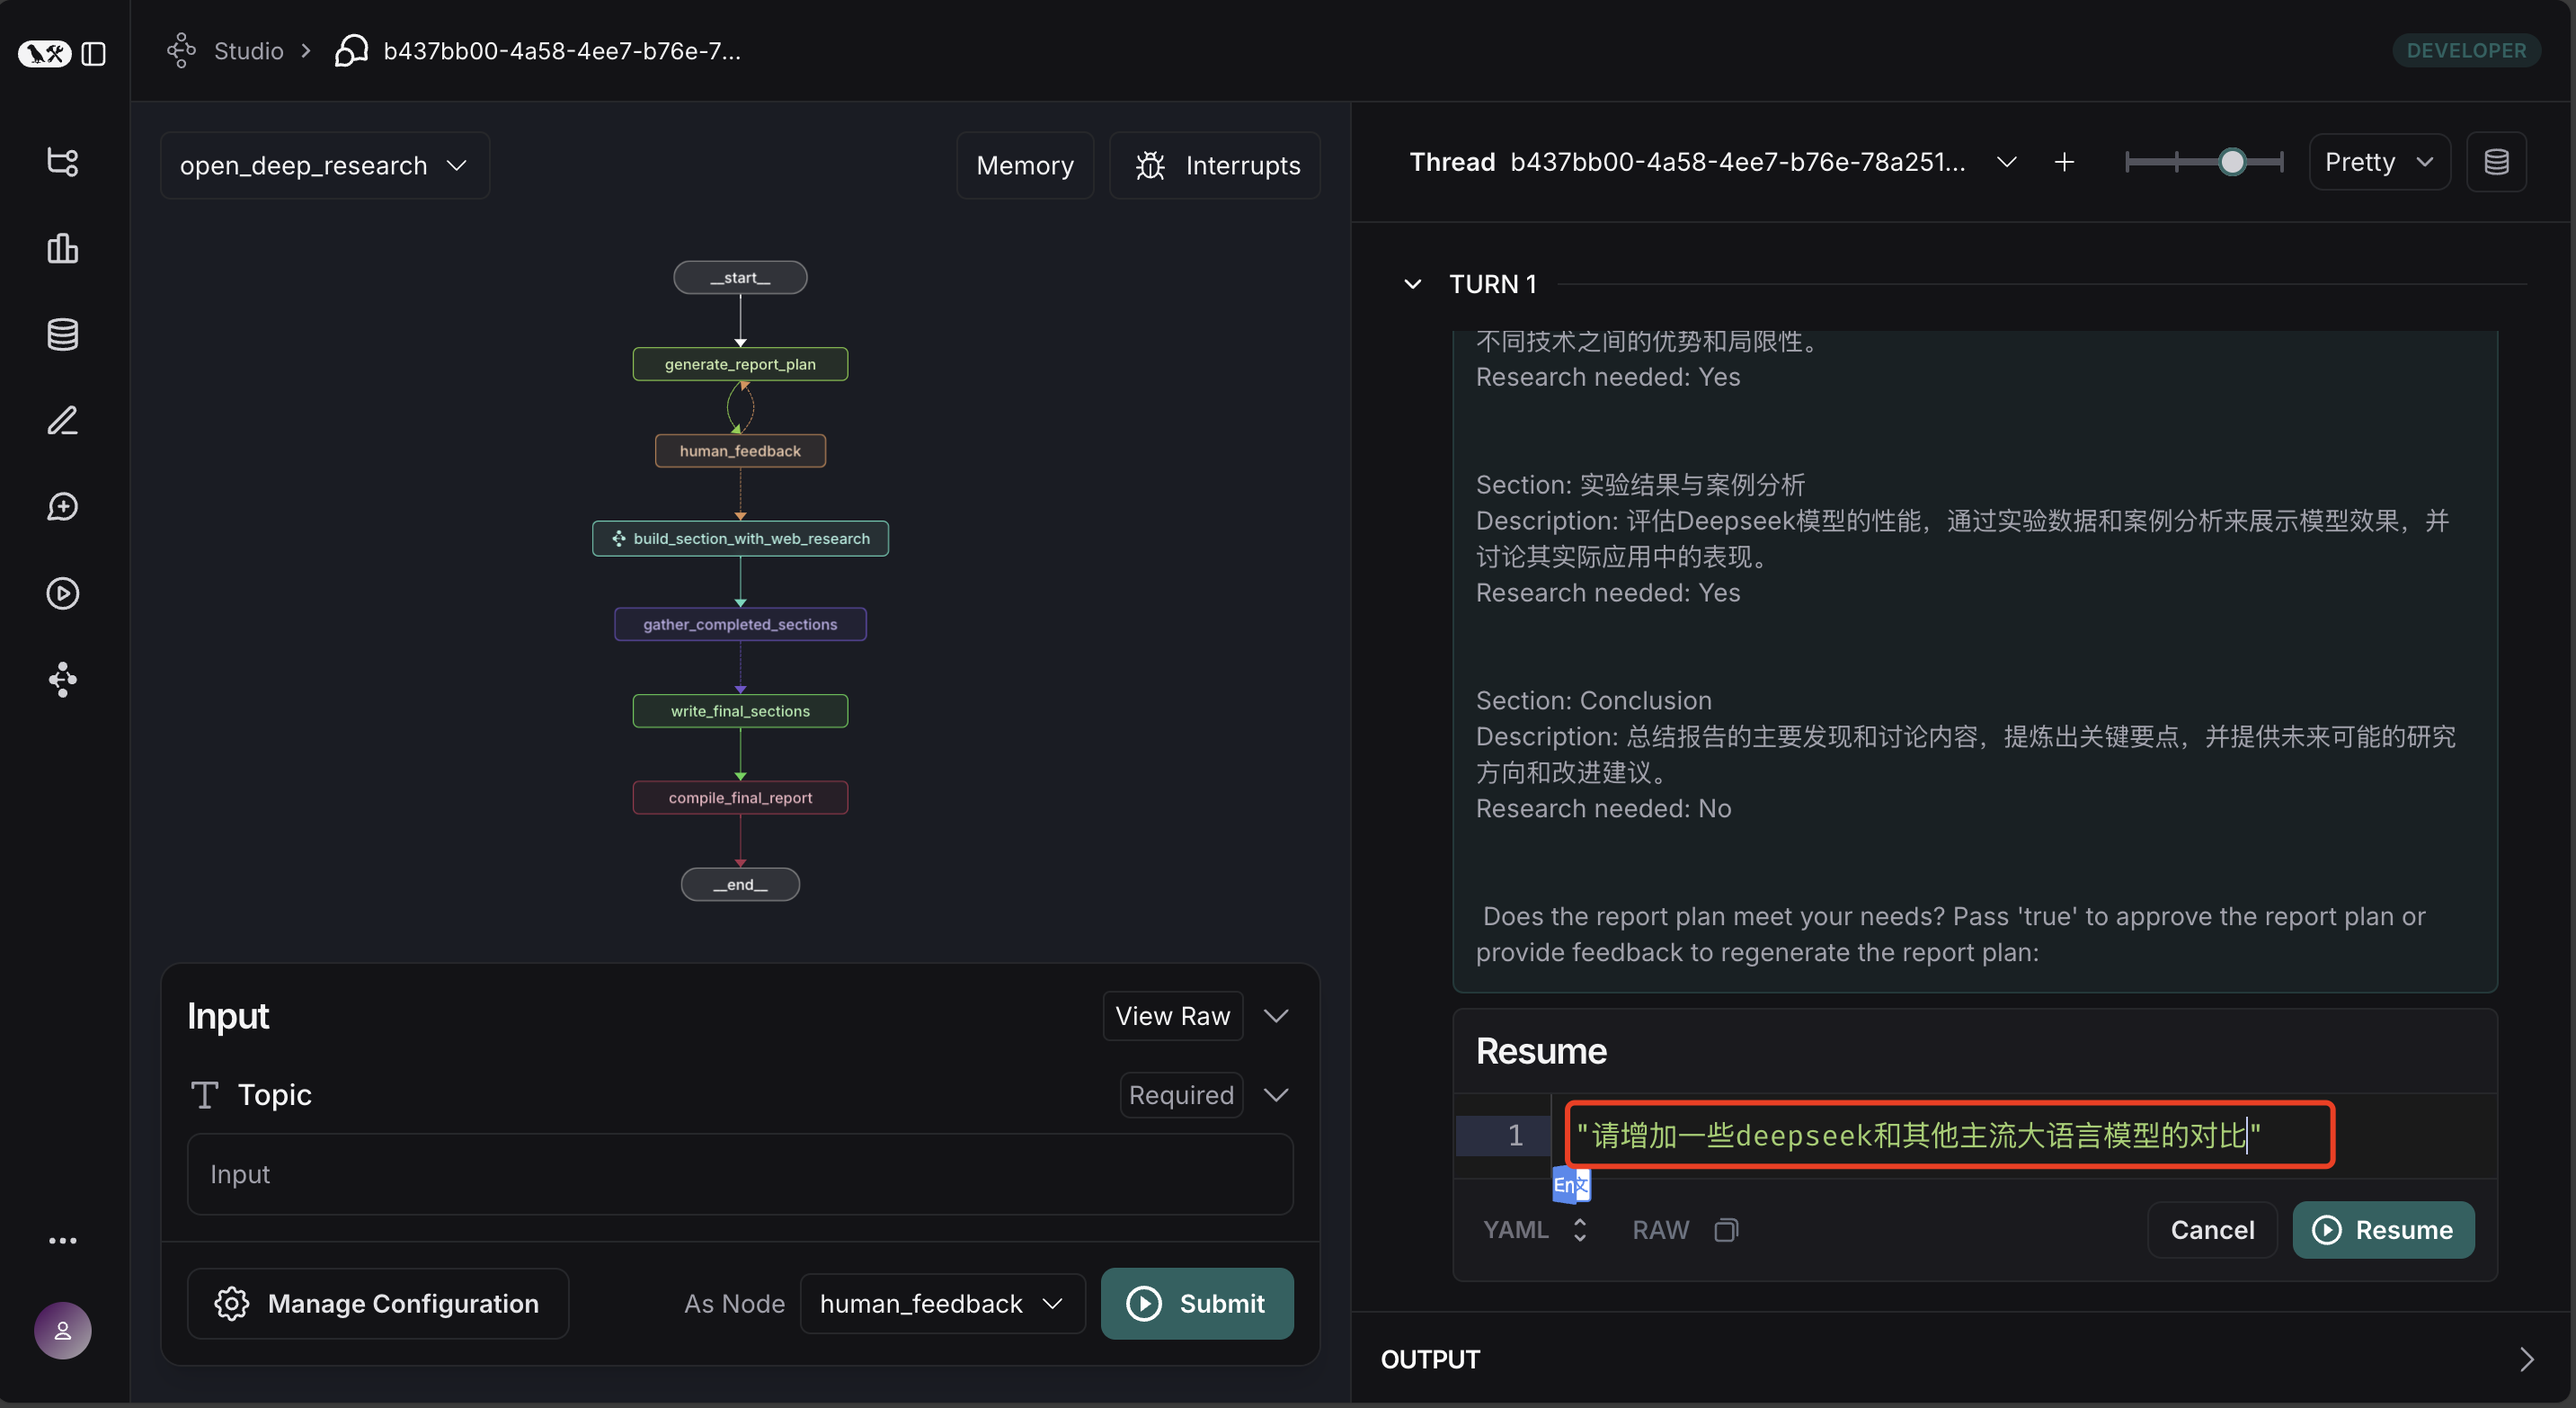 Studio
b437bb00-4a58-4ee7-b76e-7...
DEVELOPER
open_deep_research
Memory
Interrupts
__start__
generate_report_plan
human_feedback
build_section_with_web_research
gather_completed_sections
write_final_sections
compile_final_report
__end__
Input
View Raw
Topic
Required
Input
Manage Configuration
As Node
human_feedback
Submit
Thread b437bb00-4a58-4ee7-b76e-78a251...
Pretty
TURN 1
不同技术之间的优势和局限性。
Research needed: Yes
Section: 实验结果与案例分析
Description: 评估Deepseek模型的性能，通过实验数据和案例分析来展示模型效果，并
讨论其实际应用中的表现。
Research needed: Yes
Section: Conclusion
Description: 总结报告的主要发现和讨论内容，提炼出关键要点，并提供未来可能的研究
方向和改进建议。
Research needed: No
Does the report plan meet your needs? Pass 'true' to approve the report plan or
provide feedback to regenerate the report plan:
Resume
1
"请增加一些deepseek和其他主流大语言模型的对比"
En文
YAML
RAW
Cancel
Resume
OUTPUT